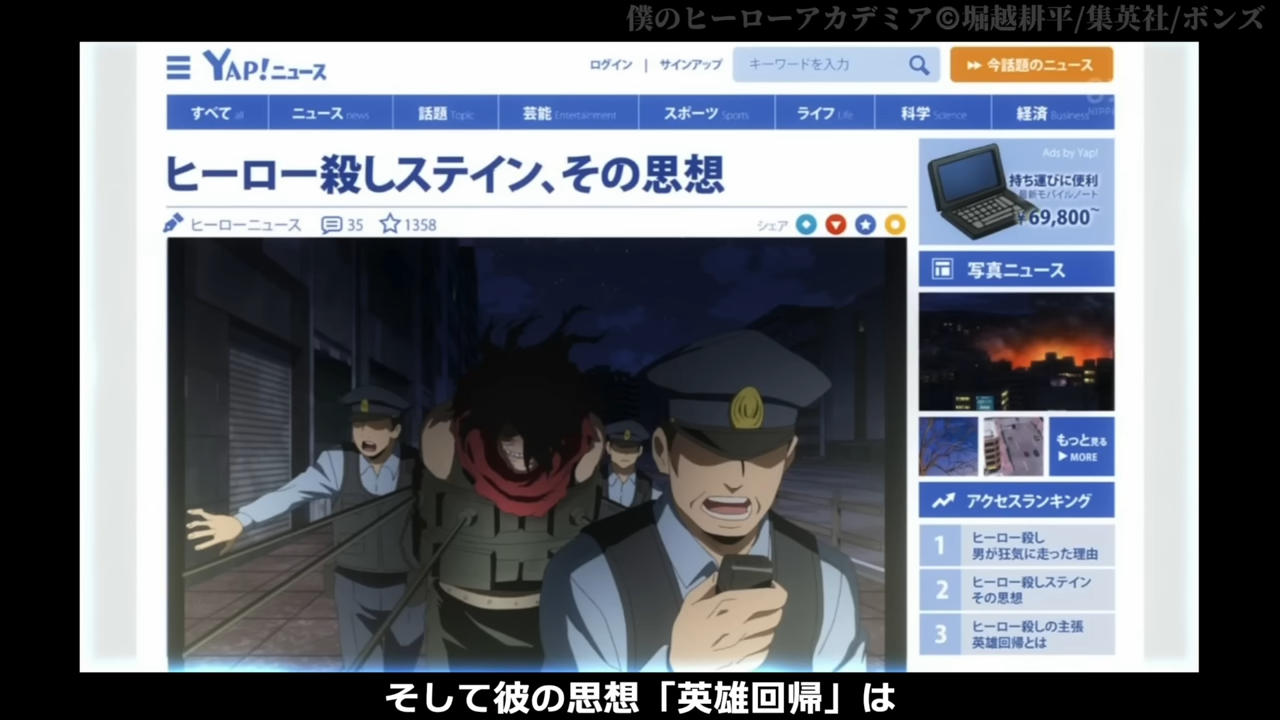 僕のヒーローアカデミア©堀越耕平/集英社/ボンズ
YAP!ニュース
ログイン | サインアップ
キーワードを入力
今話題のニュース
すべて all
ニュース news
話題 Topic
芸能 Entertainment
スポーツ Sports
ライフ Life
科学 Science
経済 Business
ヒーロー殺しステイン、その思想
ヒーローニュース 35 1358
シェア
Ads by Yap!
持ち運びに便利
最新モバイルノート
¥69,800~
写真ニュース
もっと見る
▶MORE
アクセスランキング
1 ヒーロー殺し
男が狂気に走った理由
2 ヒーロー殺しステイン
その思想
3 ヒーロー殺しの主張
英雄回帰とは
そして彼の思想「英雄回帰」は